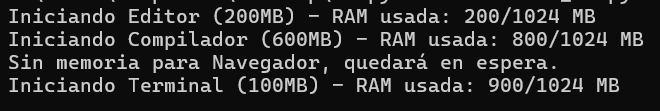 Iniciando Editor (200MB) - RAM usada: 200/1024 MB
Iniciando Compilador (600MB) - RAM usada: 800/1024 MB
Sin memoria para Navegador, quedará en espera.
Iniciando Terminal (100MB) - RAM usada: 900/1024 MB